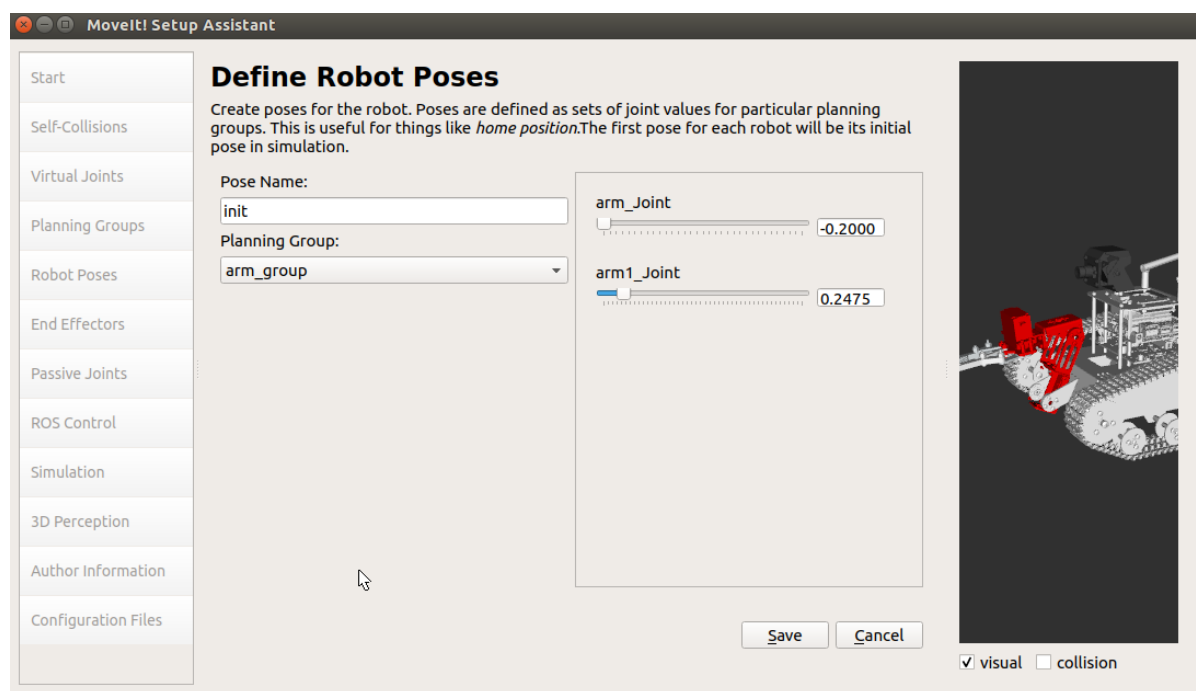 MoveIt! Setup Assistant
Start
Self-Collisions
Virtual Joints
Planning Groups
Robot Poses
End Effectors
Passive Joints
ROS Control
Simulation
3D Perception
Author Information
Configuration Files
Define Robot Poses
Create poses for the robot. Poses are defined as sets of joint values for particular planning
groups. This is useful for things like home position.The first pose for each robot will be its initial
pose in simulation.
Pose Name:
init
Planning Group:
arm_group
arm_Joint
-0.2000
arm1_Joint
0.2475
Save
Cancel
visual
collision